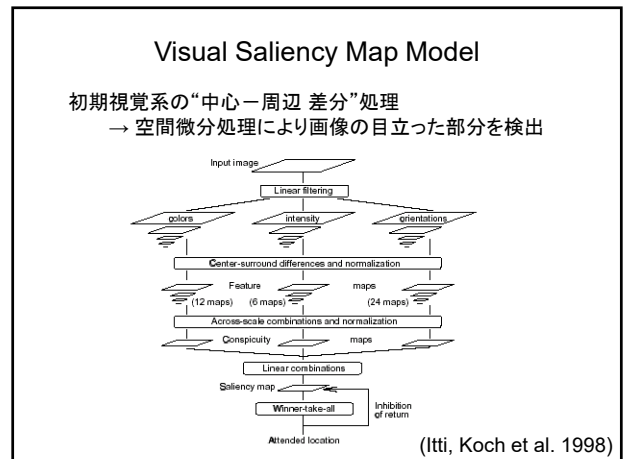 Visual Saliency Map Model
初期視覚系の“中心－周辺 差分”処理
→ 空間微分処理により画像の目立った部分を検出
Input image
Linear filtering
colors intensity orientations
Center-surround differences and normalization
Feature maps
(12 maps) (6 maps) (24 maps)
Across-scale combinations and normalization
Conspicuity maps
Linear combinations
Saliency map
Winner-take-all
Inhibition
of return
Attended location
(Itti, Koch et al. 1998)